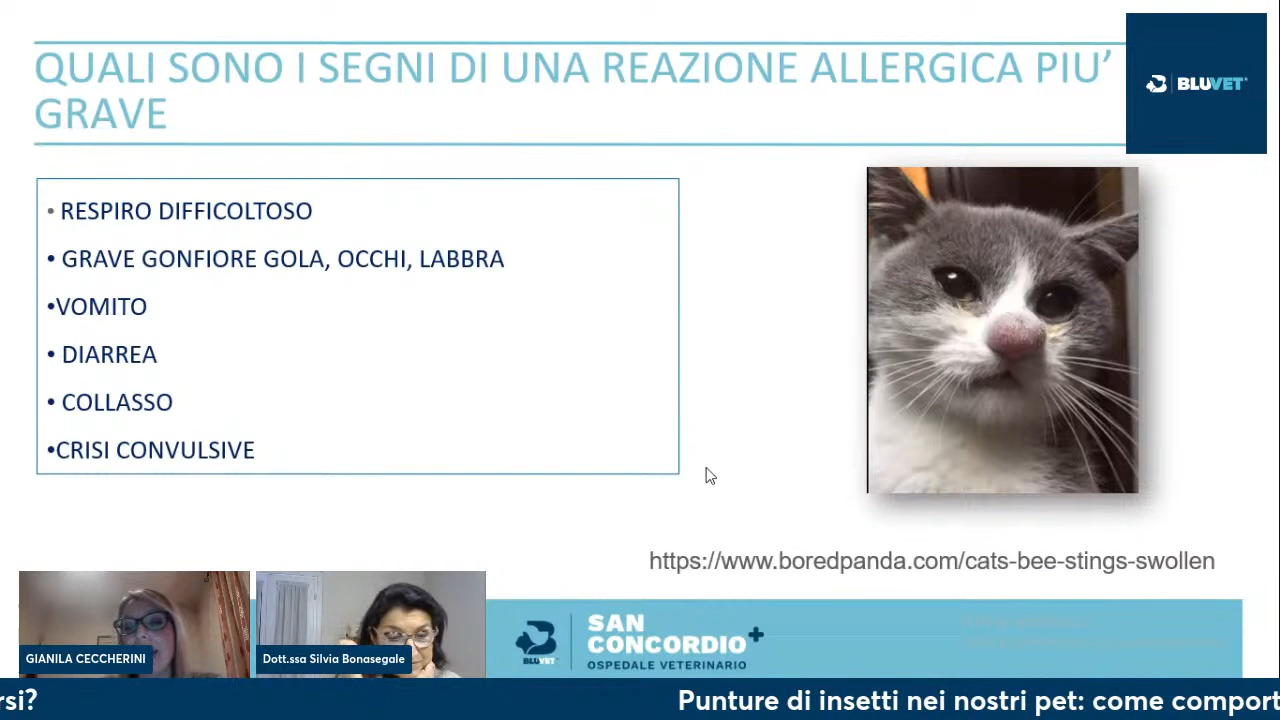 QUALI SONO I SEGNI DI UNA REAZIONE ALLERGICA PIU’
GRAVE
BLUVET
• RESPIRO DIFFICOLTOSO
• GRAVE GONFIORE GOLA, OCCHI, LABBRA
•VOMITO
• DIARREA
• COLLASSO
•CRISI CONVULSIVE
https://www.boredpanda.com/cats-bee-stings-swollen
GIANILA CECCHERINI
Dott.ssa Silvia Bonasegale
BLUVET
SAN
CONCORDIO+
OSPEDALE VETERINARIO
rsi?
Punture di insetti nei nostri pet: come comport